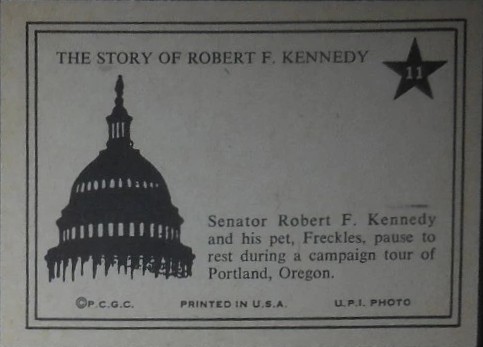 THE STORY OF ROBERT F. KENNEDY
11
Senator Robert F. Kennedy
and his pet, Freckles, pause to
rest during a campaign tour of
Portland, Oregon.
©P.C.G.C. PRINTED IN U.S.A. U.P.I. PHOTO